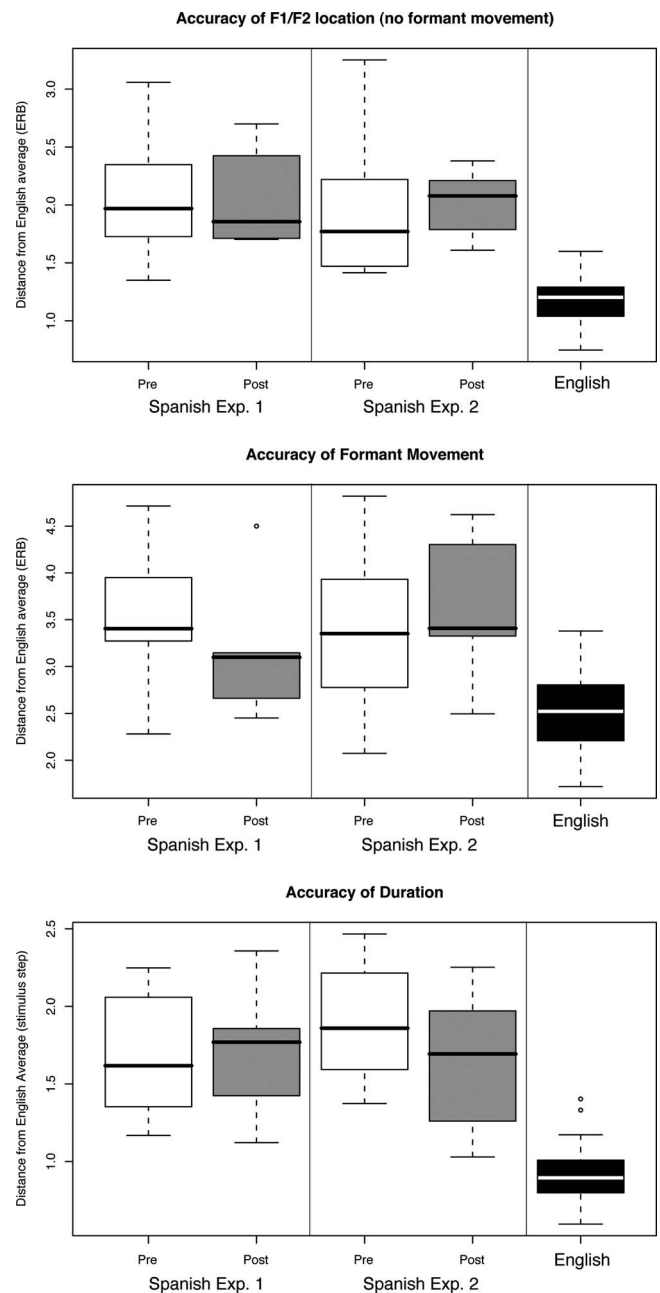 Accuracy of F1/F2 location (no formant movement)
Distance from English average (ERB)
3.0
2.5
2.0
1.5
1.0
Pre Post Pre Post English
Spanish Exp. 1 Spanish Exp. 2
Accuracy of Formant Movement
Distance from English average (ERB)
4.5
4.0
3.5
3.0
2.5
2.0
Pre Post Pre Post English
Spanish Exp. 1 Spanish Exp. 2
Accuracy of Duration
Distance from English Average (stimulus step)
2.5
2.0
1.5
1.0
Pre Post Pre Post English
Spanish Exp. 1 Spanish Exp. 2